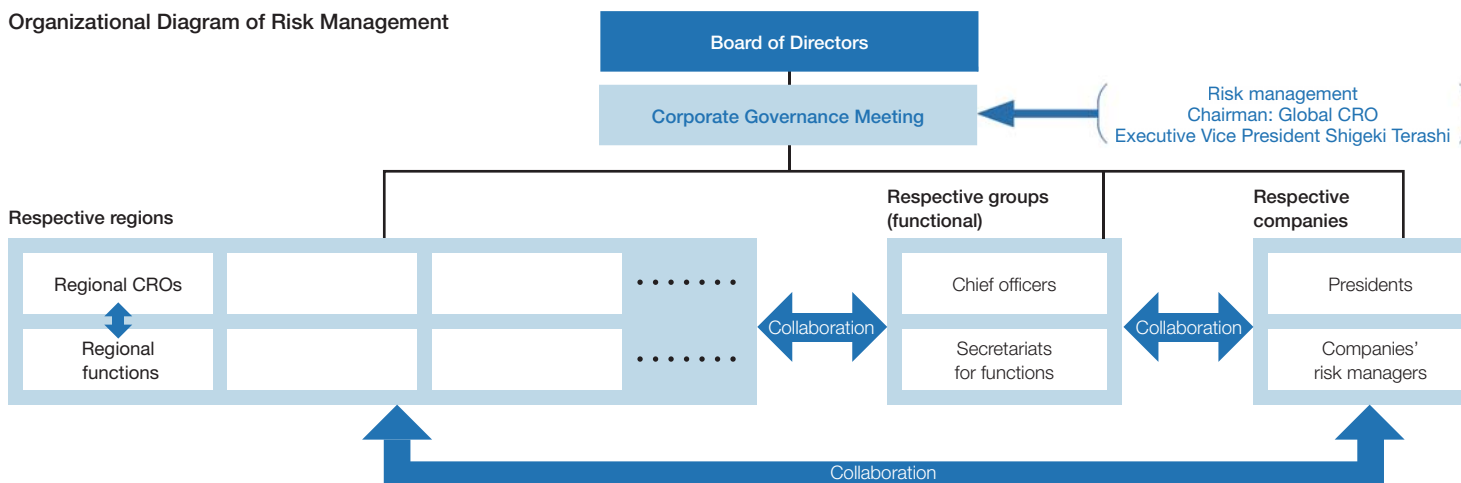 Organizational Diagram of Risk Management
Board of Directors
Corporate Governance Meeting
Risk management
Chairman: Global CRO
Executive Vice President Shigeki Terashi
Respective regions
Respective groups
(functional)
Respective
companies
Regional CROs
.......
Chief officers
Presidents
Collaboration
Collaboration
Regional
functions
.......
Secretariats
for functions
Companies’
risk managers
Collaboration